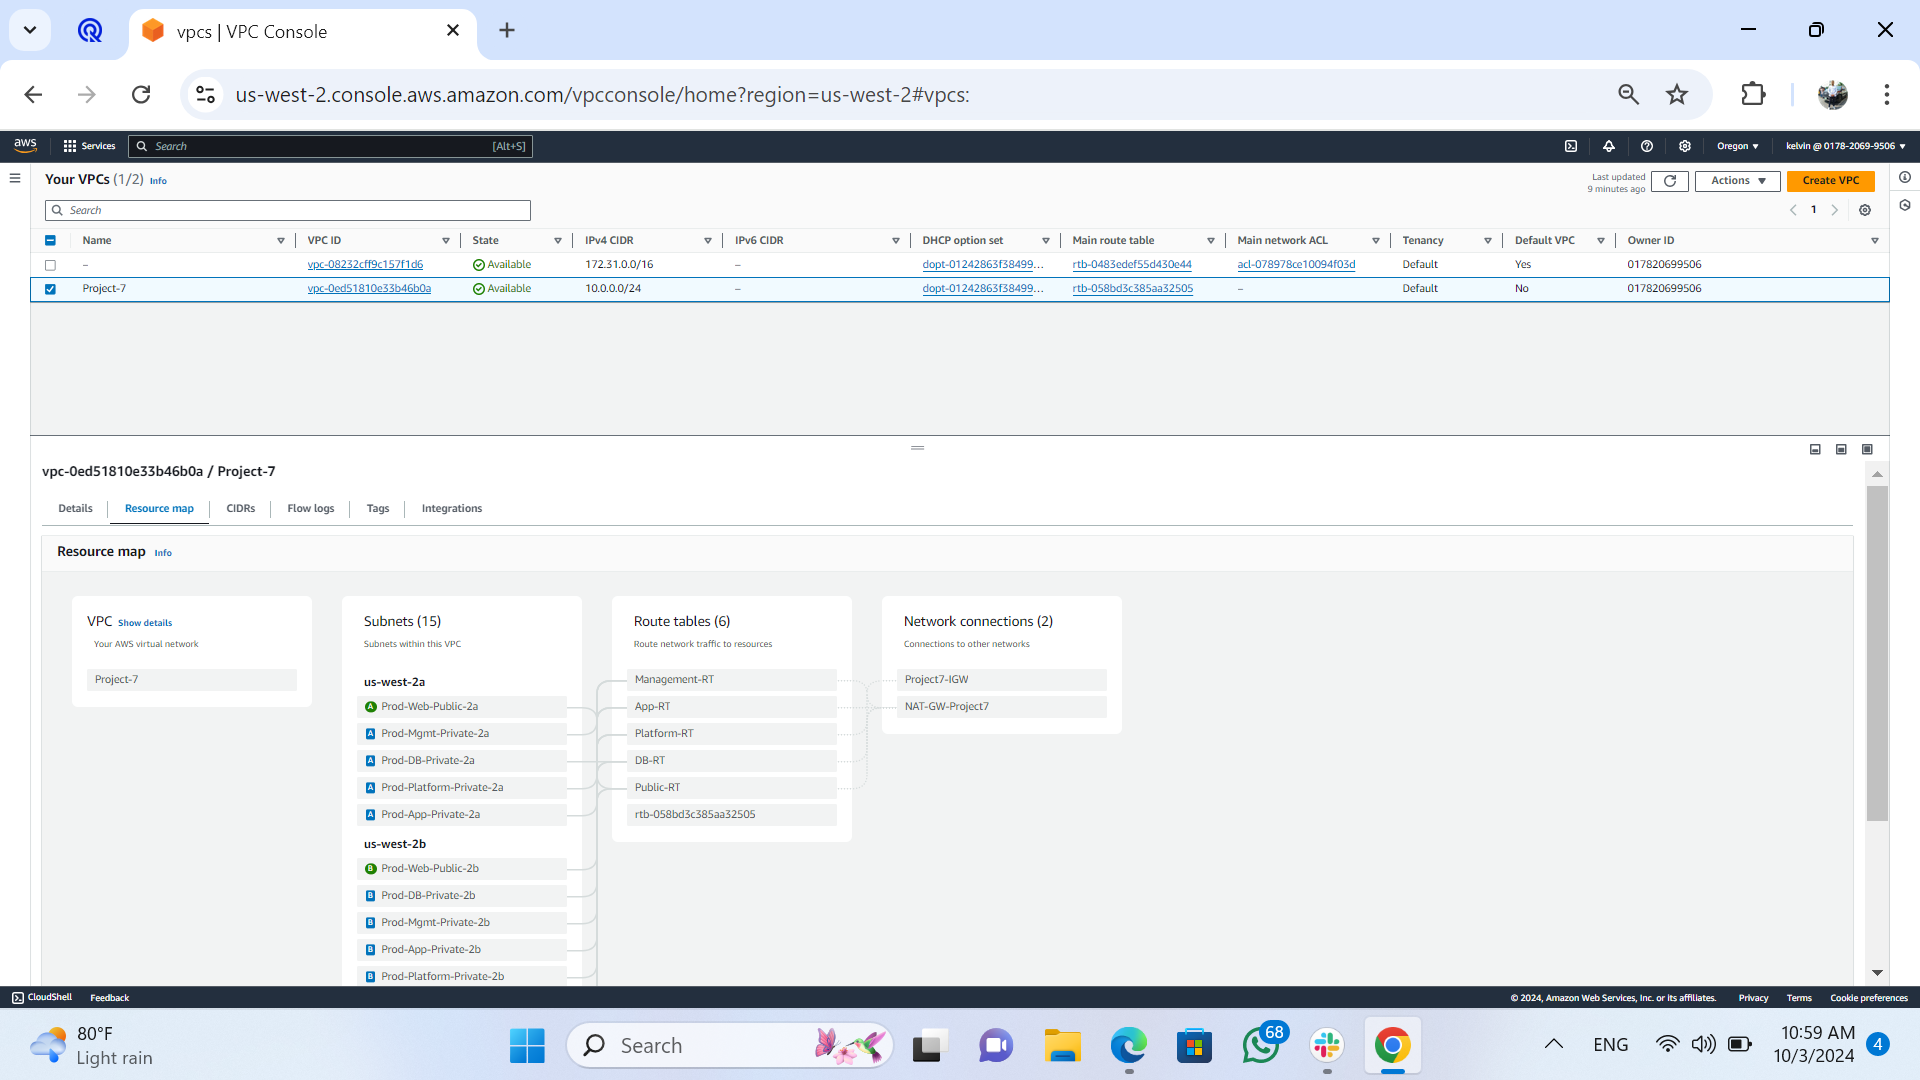 vpcs | VPC Console
us-west-2.console.aws.amazon.com/vpcconsole/home?region=us-west-2#vpcs:
aws
Services
Search
[Alt+S]
Oregon
kelvin @ 0178-2069-9506
Your VPCs (1/2) Info
Last updated
9 minutes ago
Actions
Create VPC
Search
1
Name VPC ID State IPv4 CIDR IPv6 CIDR DHCP option set Main route table Main network ACL Tenancy Default VPC Owner ID
– vpc-08232cff9c157f1d6 Available 172.31.0.0/16 – dopt-01242863f38499... rtb-0483edef55d430e44 acl-078978ce10094f03d Default Yes 017820699506
Project-7 vpc-0ed51810e33b46b0a Available 10.0.0.0/24 – dopt-01242863f38499... rtb-058bd3c385aa32505 – Default No 017820699506
vpc-0ed51810e33b46b0a / Project-7
Details Resource map CIDRs Flow logs Tags Integrations
Resource map Info
VPC Show details
Your AWS virtual network
Project-7
Subnets (15)
Subnets within this VPC
us-west-2a
A Prod-Web-Public-2a
A Prod-Mgmt-Private-2a
A Prod-DB-Private-2a
A Prod-Platform-Private-2a
A Prod-App-Private-2a
us-west-2b
B Prod-Web-Public-2b
B Prod-DB-Private-2b
B Prod-Mgmt-Private-2b
B Prod-App-Private-2b
B Prod-Platform-Private-2b
Route tables (6)
Route network traffic to resources
Management-RT
App-RT
Platform-RT
DB-RT
Public-RT
rtb-058bd3c385aa32505
Network connections (2)
Connections to other networks
Project7-IGW
NAT-GW-Project7
CloudShell Feedback
© 2024, Amazon Web Services, Inc. or its affiliates. Privacy Terms Cookie preferences
80°F
Light rain
Search
68
ENG
10:59 AM
10/3/2024
4